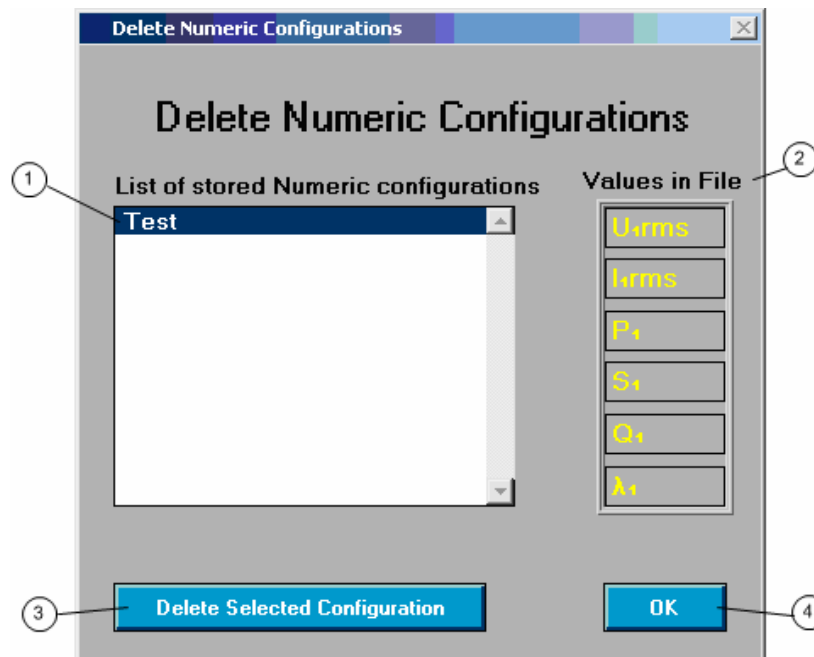 Delete Numeric Configurations
Delete Numeric Configurations
1
List of stored Numeric configurations
Values in File
2
Test
U₁rms
I₁rms
P₁
S₁
Q₁
λ₁
3
Delete Selected Configuration
OK
4